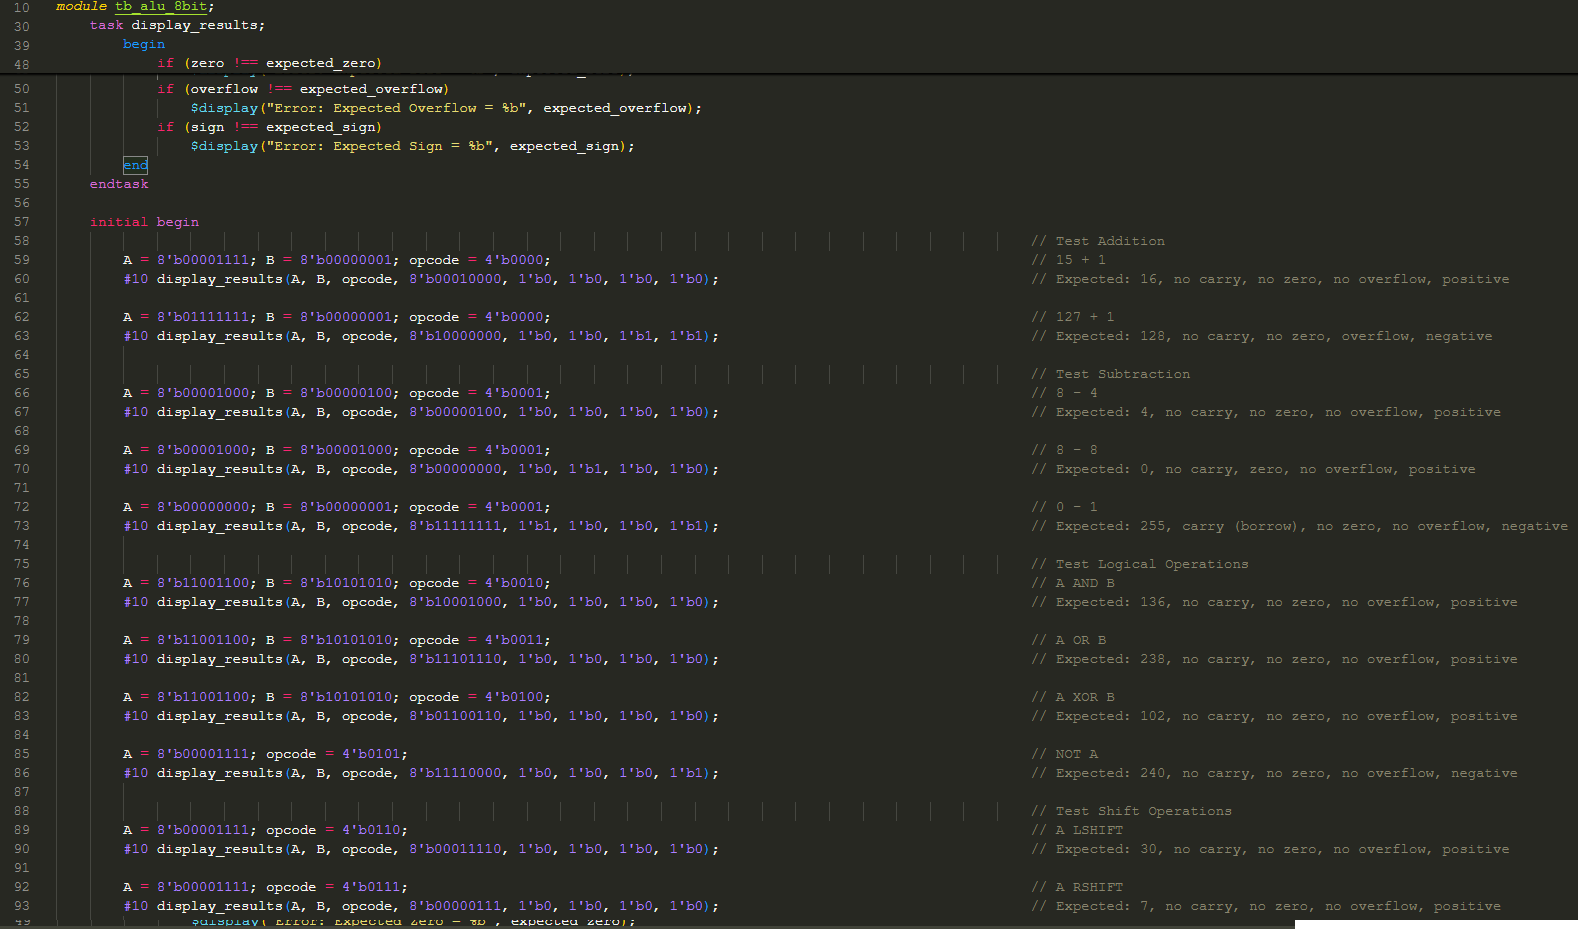 10 module tb_alu_8bit;
30 task display_results;
39 begin
48 if (zero !== expected_zero)
50 if (overflow !== expected_overflow)
51 $display("Error: Expected Overflow = %b", expected_overflow);
52 if (sign !== expected_sign)
53 $display("Error: Expected Sign = %b", expected_sign);
54 end
55 endtask
56
57 initial begin
58 // Test Addition
59 A = 8'b00001111; B = 8'b00000001; opcode = 4'b0000; // 15 + 1
60 #10 display_results(A, B, opcode, 8'b00010000, 1'b0, 1'b0, 1'b0, 1'b0); // Expected: 16, no carry, no zero, no overflow, positive
61
62 A = 8'b01111111; B = 8'b00000001; opcode = 4'b0000; // 127 + 1
63 #10 display_results(A, B, opcode, 8'b10000000, 1'b0, 1'b0, 1'b1, 1'b1); // Expected: 128, no carry, no zero, overflow, negative
64
65 // Test Subtraction
66 A = 8'b00001000; B = 8'b00000100; opcode = 4'b0001; // 8 - 4
67 #10 display_results(A, B, opcode, 8'b00000100, 1'b0, 1'b0, 1'b0, 1'b0); // Expected: 4, no carry, no zero, no overflow, positive
68
69 A = 8'b00001000; B = 8'b00001000; opcode = 4'b0001; // 8 - 8
70 #10 display_results(A, B, opcode, 8'b00000000, 1'b0, 1'b1, 1'b0, 1'b0); // Expected: 0, no carry, zero, no overflow, positive
71
72 A = 8'b00000000; B = 8'b00000001; opcode = 4'b0001; // 0 - 1
73 #10 display_results(A, B, opcode, 8'b11111111, 1'b1, 1'b0, 1'b0, 1'b1); // Expected: 255, carry (borrow), no zero, no overflow, negative
74
75 // Test Logical Operations
76 A = 8'b11001100; B = 8'b10101010; opcode = 4'b0010; // A AND B
77 #10 display_results(A, B, opcode, 8'b10001000, 1'b0, 1'b0, 1'b0, 1'b0); // Expected: 136, no carry, no zero, no overflow, positive
78
79 A = 8'b11001100; B = 8'b10101010; opcode = 4'b0011; // A OR B
80 #10 display_results(A, B, opcode, 8'b11101110, 1'b0, 1'b0, 1'b0, 1'b0); // Expected: 238, no carry, no zero, no overflow, positive
81
82 A = 8'b11001100; B = 8'b10101010; opcode = 4'b0100; // A XOR B
83 #10 display_results(A, B, opcode, 8'b01100110, 1'b0, 1'b0, 1'b0, 1'b0); // Expected: 102, no carry, no zero, no overflow, positive
84
85 A = 8'b00001111; opcode = 4'b0101; // NOT A
86 #10 display_results(A, B, opcode, 8'b11110000, 1'b0, 1'b0, 1'b0, 1'b1); // Expected: 240, no carry, no zero, no overflow, negative
87
88 // Test Shift Operations
89 A = 8'b00001111; opcode = 4'b0110; // A LSHIFT
90 #10 display_results(A, B, opcode, 8'b00011110, 1'b0, 1'b0, 1'b0, 1'b0); // Expected: 30, no carry, no zero, no overflow, positive
91
92 A = 8'b00001111; opcode = 4'b0111; // A RSHIFT
93 #10 display_results(A, B, opcode, 8'b00000111, 1'b0, 1'b0, 1'b0, 1'b0); // Expected: 7, no carry, no zero, no overflow, positive
49 $display("Error: Expected Zero = %b", expected_zero);